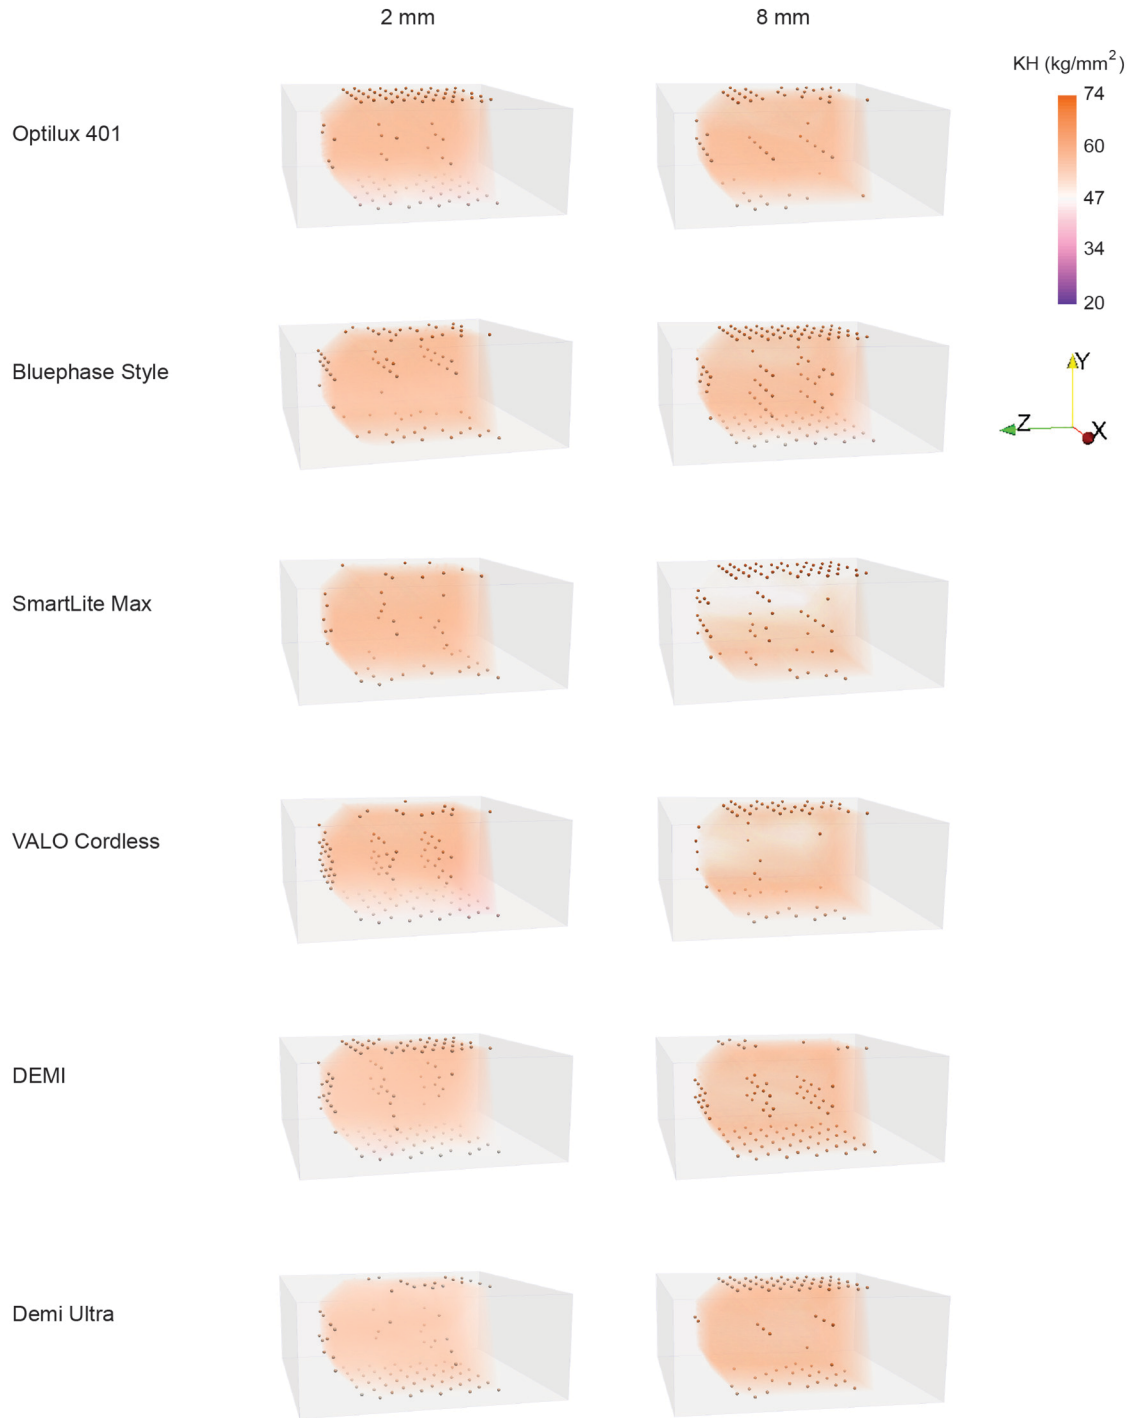 2 mm 8 mm
KH (kg/mm²)
74
Optilux 401
60
47
34
20
Y
Bluephase Style
Z X
SmartLite Max
VALO Cordless
DEMI
Demi Ultra